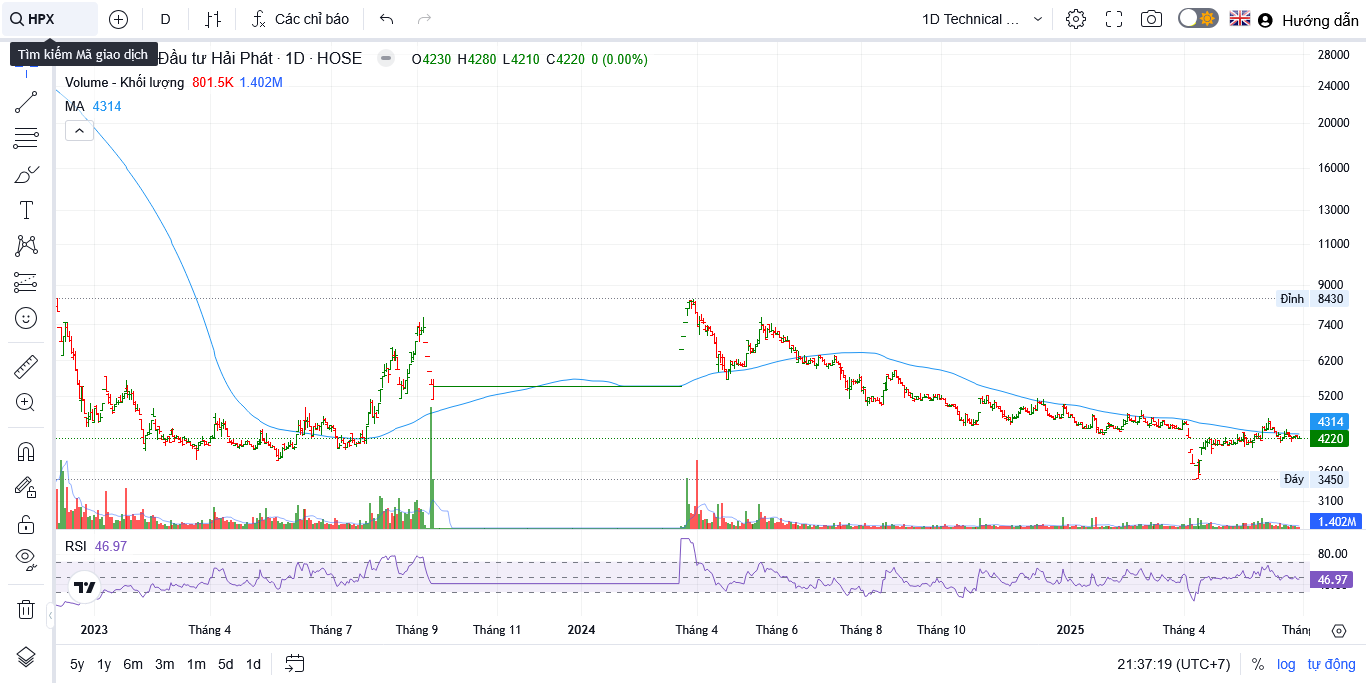 HPX
D
Các chỉ báo
1D Technical ...
Hướng dẫn
Tìm kiếm Mã giao dịch
Đầu tư Hải Phát · 1D · HOSE
O4230 H4280 L4210 C4220 0 (0.00%)
Volume - Khối lượng 801.5K 1.402M
MA 4314
28000
24000
20000
16000
13000
11000
9000
Đỉnh 8430
7400
6200
5200
4314
4220
3600
Đáy 3450
3100
1.402M
RSI 46.97
80.00
46.97
2023 Tháng 4 Tháng 7 Tháng 9 Tháng 11 2024 Tháng 4 Tháng 6 Tháng 8 Tháng 10 2025 Tháng 4 Tháng
5y 1y 6m 3m 1m 5d 1d
21:37:19 (UTC+7) % log tự động